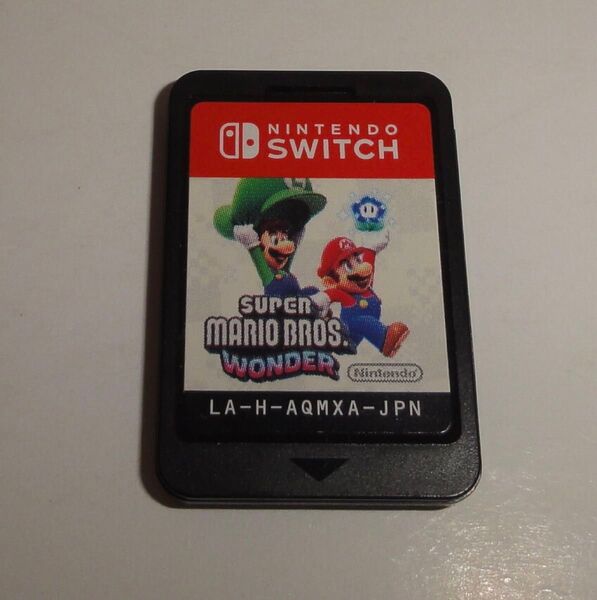 NINTENDO
SWITCH
L
SUPER
MARIO BROS.
WONDER
Nintendo
LA-H-AQMXA-JPN